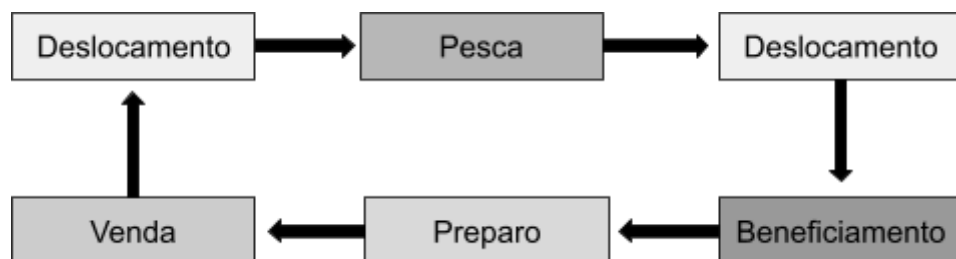 Deslocamento
Pesca
Deslocamento
Venda
Preparo
Beneficiamento